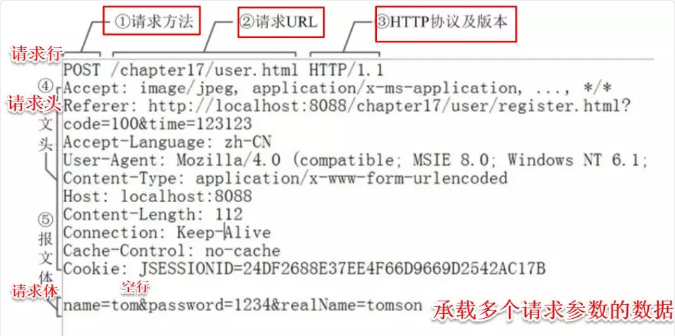 ①请求方法 ②请求URL ③HTTP协议及版本
请求行
POST /chapter17/user.html HTTP/1.1
④ Accept: image/jpeg, application/x-ms-application, ..., */*
请求头 Referer: http://localhost:8088/chapter17/user/register.html?
文 code=100&time=123123
头 Accept-Language: zh-CN
User-Agent: Mozilla/4.0 (compatible; MSIE 8.0; Windows NT 6.1;
Content-Type: application/x-www-form-urlencoded
⑤ Host: localhost:8088
报 Content-Length: 112
文 Connection: Keep-Alive
体 Cache-Control: no-cache
Cookie: JSESSIONID=24DF2688E37EE4F66D9669D2542AC17B
请求体 空行
name=tom&password=1234&realName=tomson 承载多个请求参数的数据